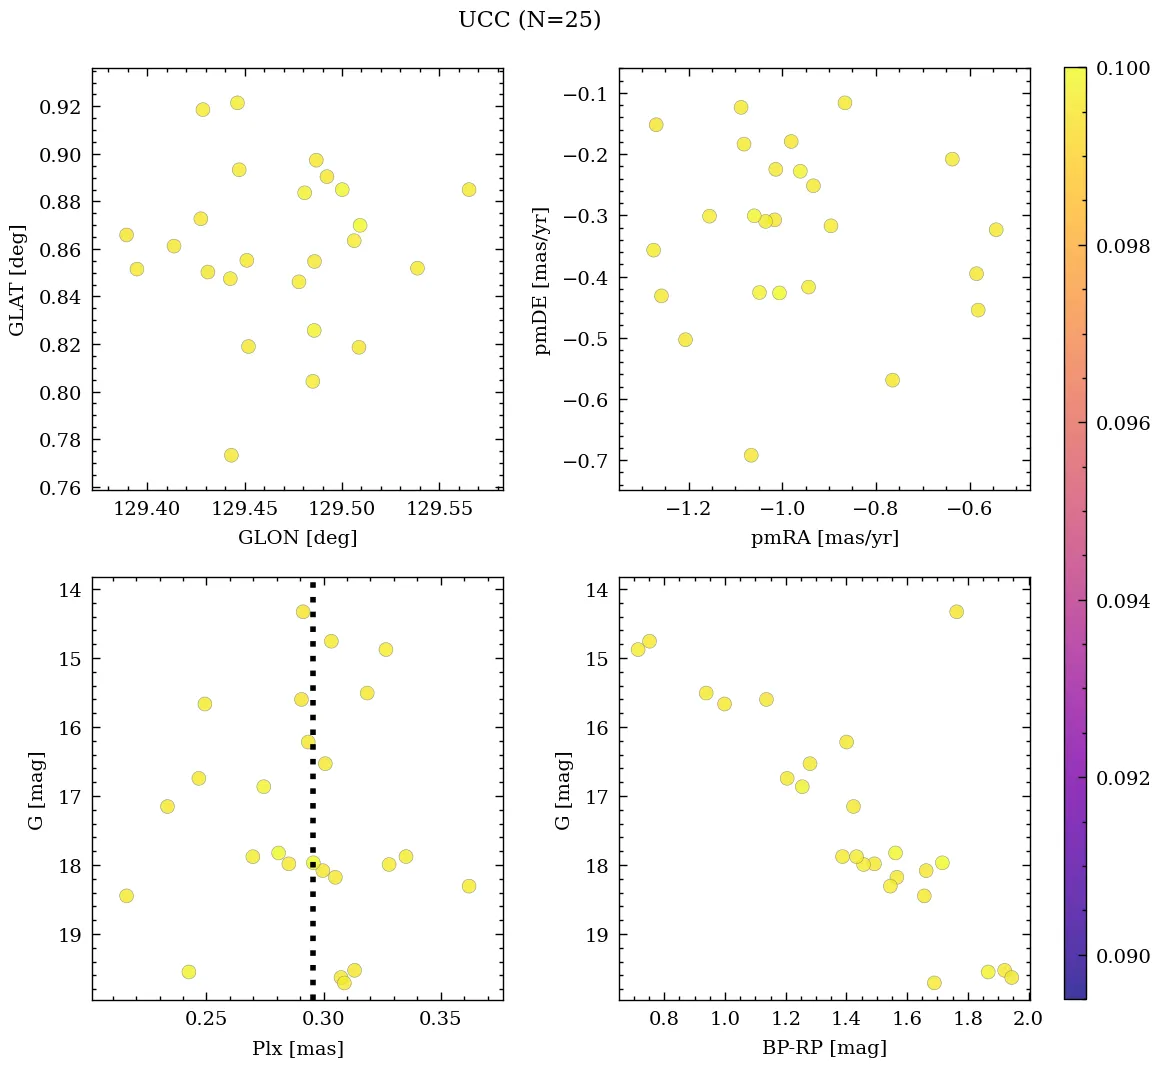 UCC (N=25)
0.92
0.90
0.88
0.86
0.84
0.82
0.80
0.78
0.76
GLAT [deg]
129.40 129.45 129.50 129.55
GLON [deg]
−0.1
−0.2
−0.3
−0.4
−0.5
−0.6
−0.7
pmDE [mas/yr]
−1.2 −1.0 −0.8 −0.6
pmRA [mas/yr]
14
15
16
17
18
19
G [mag]
0.25 0.30 0.35
Plx [mas]
14
15
16
17
18
19
G [mag]
0.8 1.0 1.2 1.4 1.6 1.8 2.0
BP-RP [mag]
0.100
0.098
0.096
0.094
0.092
0.090